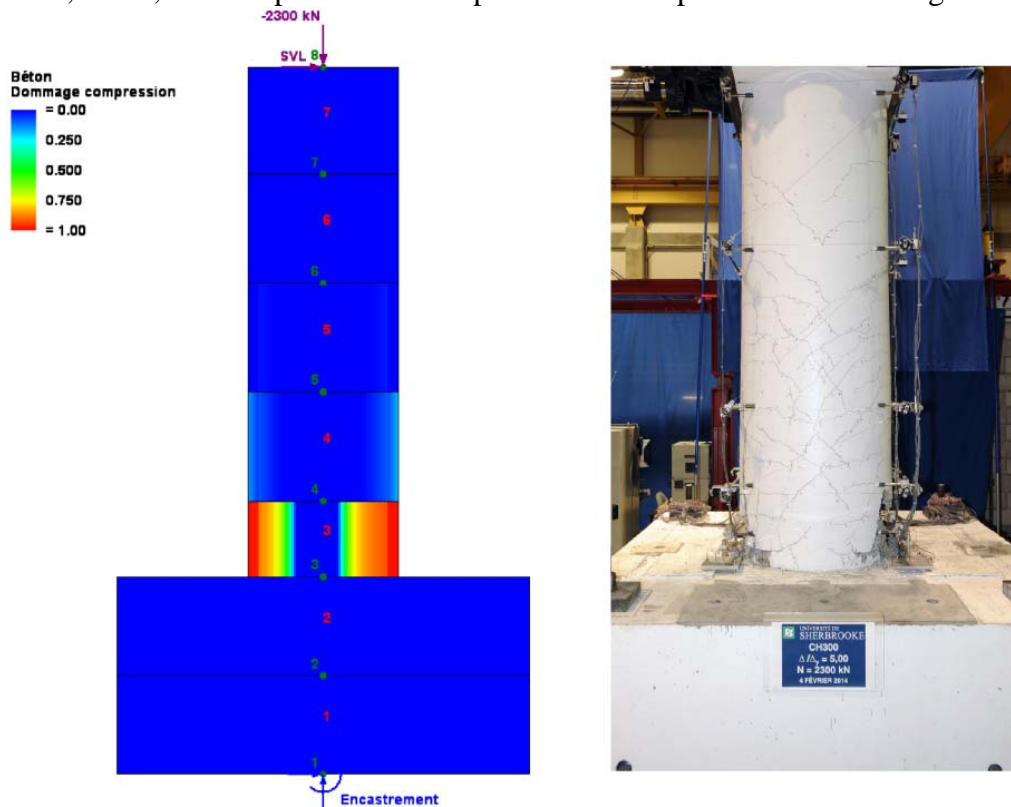 -2300 kN
SVL
8
Béton
Dommage compression
= 0.00
0.250
0.500
0.750
= 1.00
7
7
6
6
5
5
4
4
3
3
2
2
1
1
Encastrement
UNIVERSITÉ DE
SHERBROOKE
CH300
Δ/Δy = 5,00
N = 2300 kN
4 FÉVRIER 2014